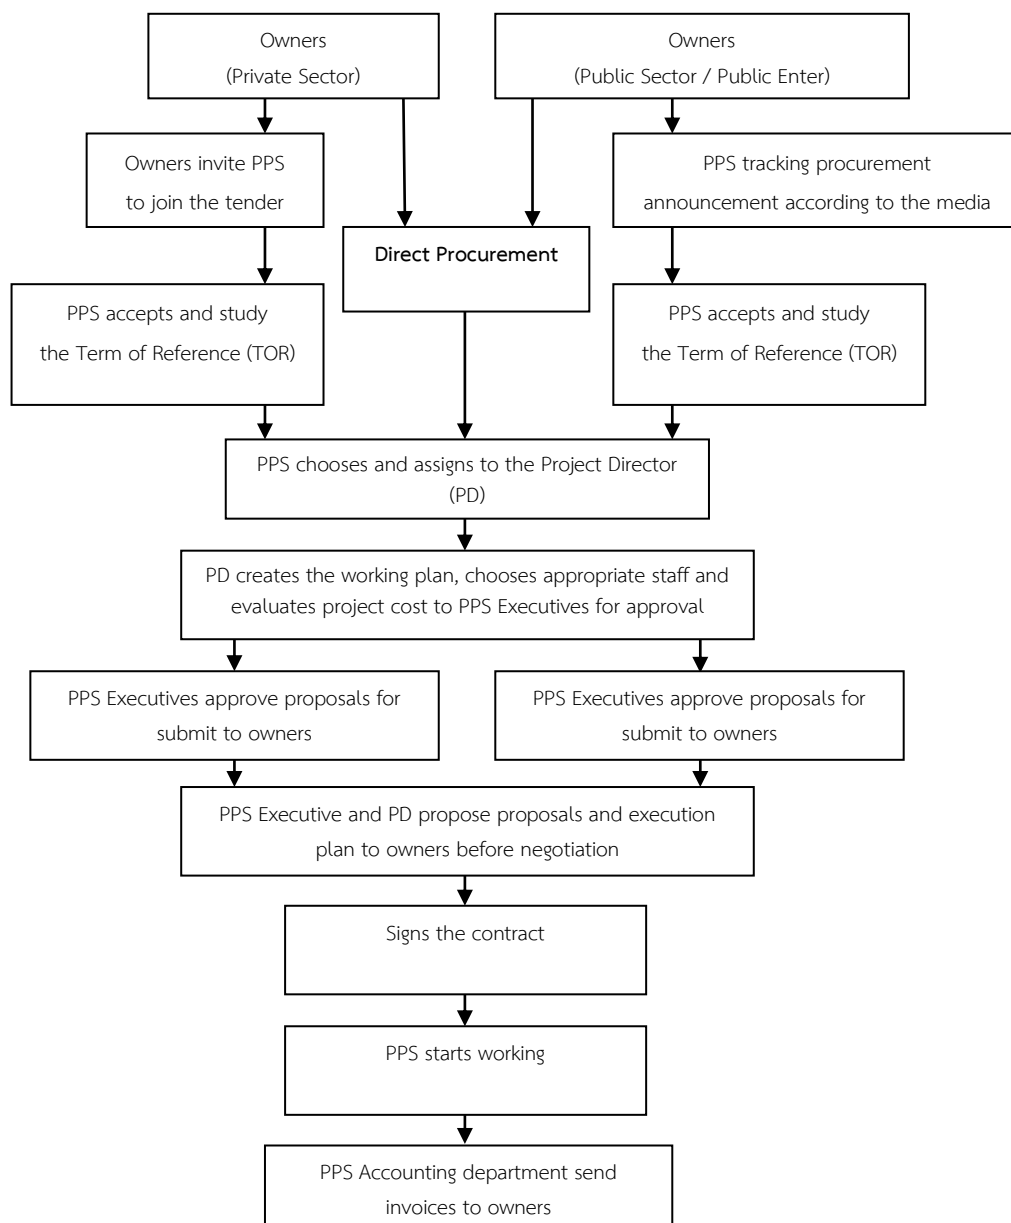 Owners
(Private Sector)
Owners
(Public Sector / Public Enter)
Owners invite PPS
to join the tender
PPS tracking procurement
announcement according to the media
Direct Procurement
PPS accepts and study
the Term of Reference (TOR)
PPS accepts and study
the Term of Reference (TOR)
PPS chooses and assigns to the Project Director
(PD)
PD creates the working plan, chooses appropriate staff and
evaluates project cost to PPS Executives for approval
PPS Executives approve proposals for
submit to owners
PPS Executives approve proposals for
submit to owners
PPS Executive and PD propose proposals and execution
plan to owners before negotiation
Signs the contract
PPS starts working
PPS Accounting department send
invoices to owners